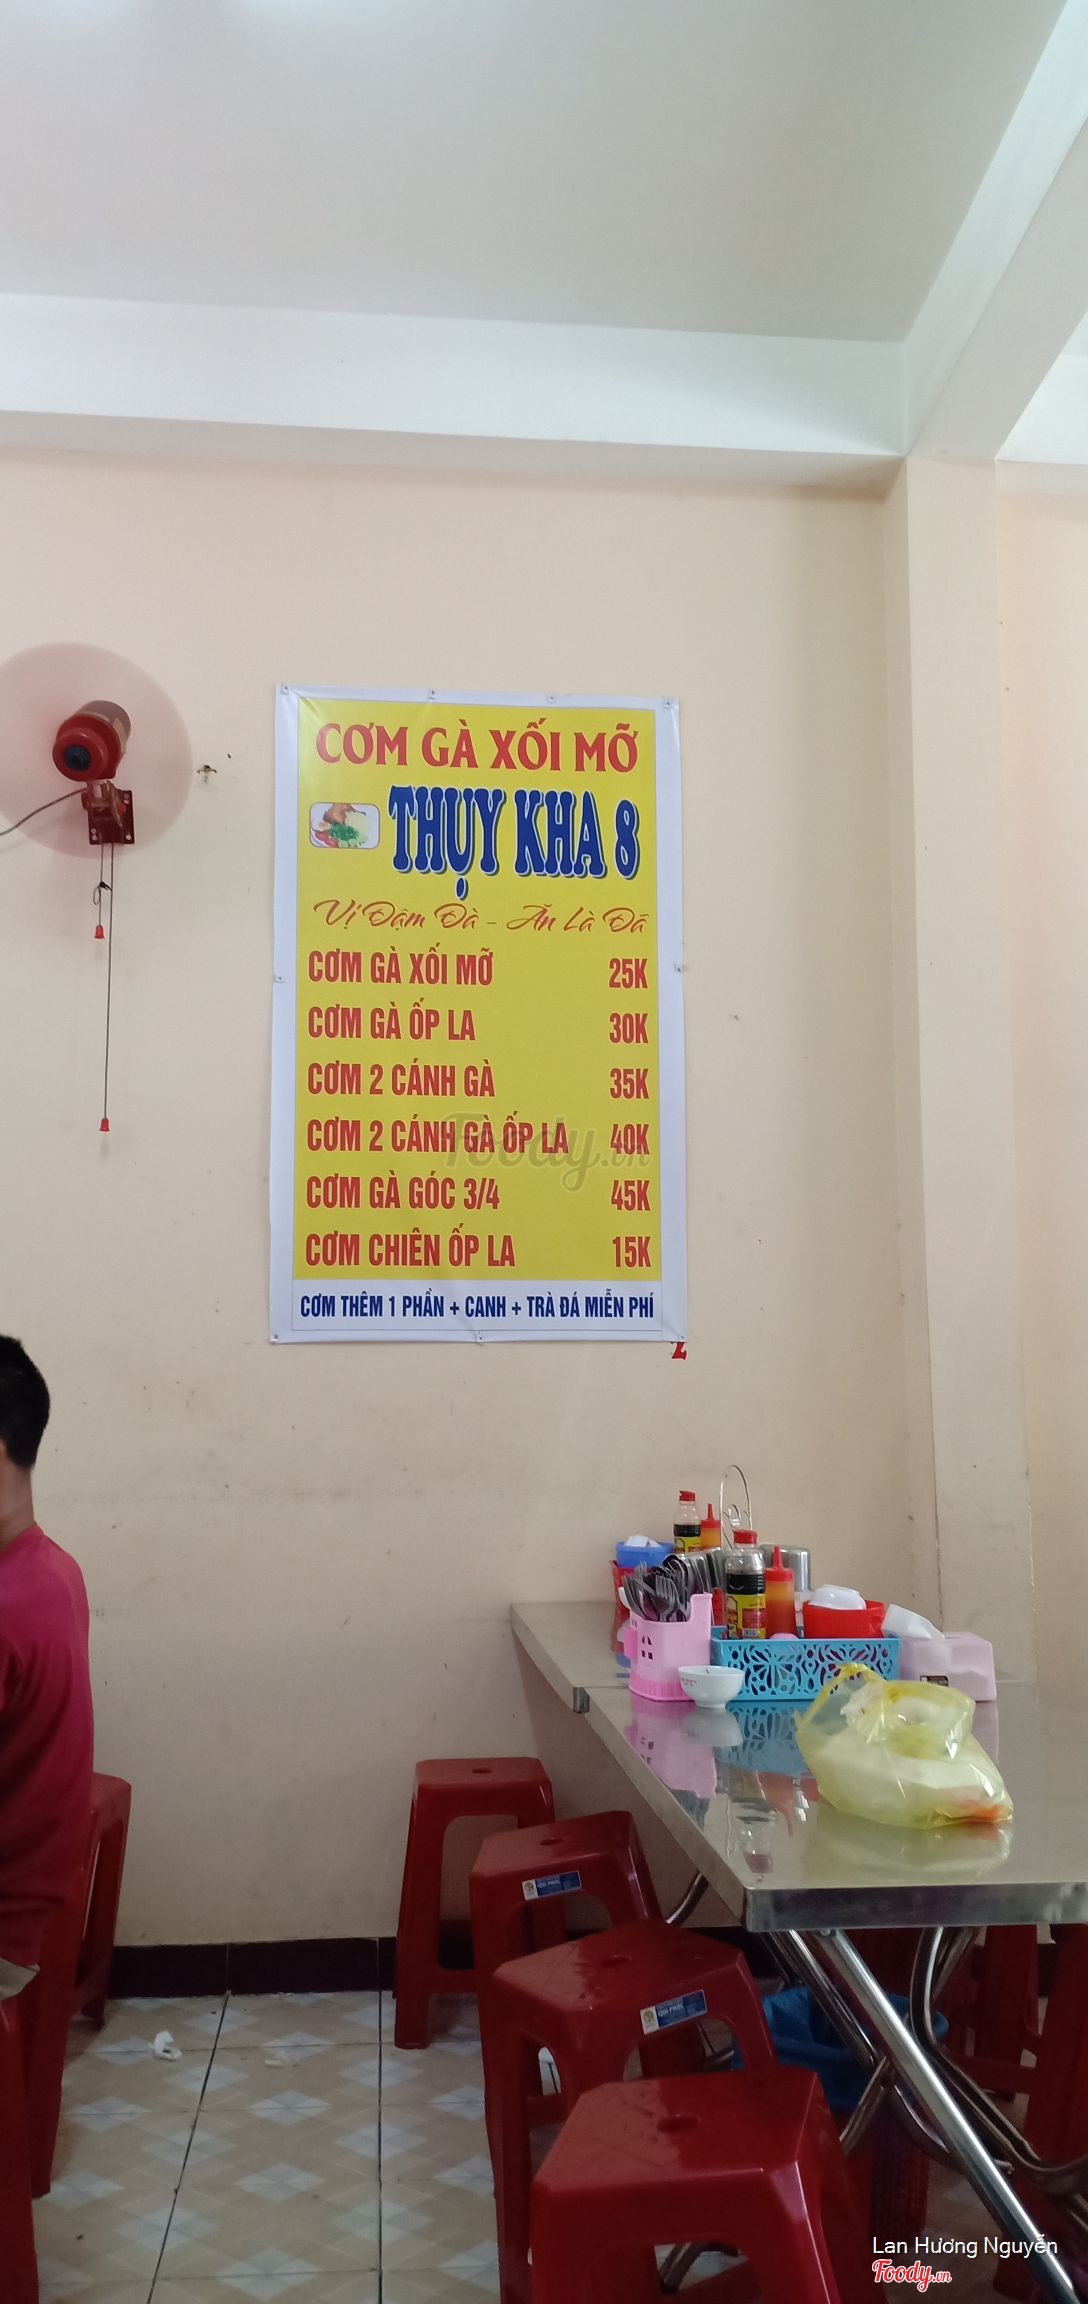 CƠM GÀ XỐI MỠ
THỤY KHA 8
Vị Đậm Đà - Ăn Là Đã
CƠM GÀ XỐI MỠ 25K
CƠM GÀ ỐP LA 30K
CƠM 2 CÁNH GÀ 35K
CƠM 2 CÁNH GÀ ỐP LA 40K
CƠM GÀ GÓC 3/4 45K
CƠM CHIÊN ỐP LA 15K
CƠM THÊM 1 PHẦN + CANH + TRÀ ĐÁ MIỄN PHÍ
Foody.vn
Lan Hương Nguyễn
Foody.vn